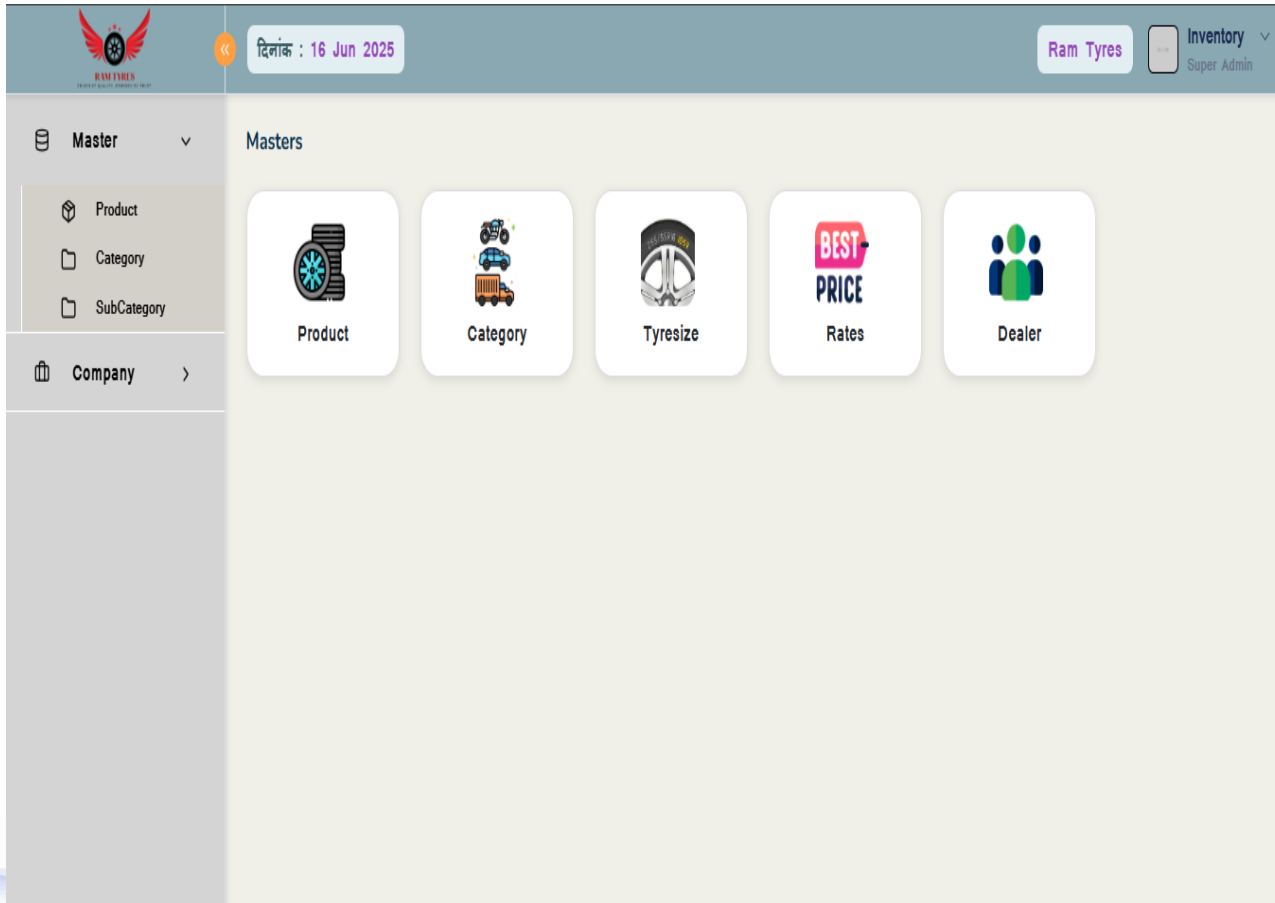 RAM TYRES
दिनांक : 16 Jun 2025
Ram Tyres
Inventory
Super Admin
Master
Product
Category
SubCategory
Company
Masters
BEST
PRICE
Product
Category
Tyresize
Rates
Dealer